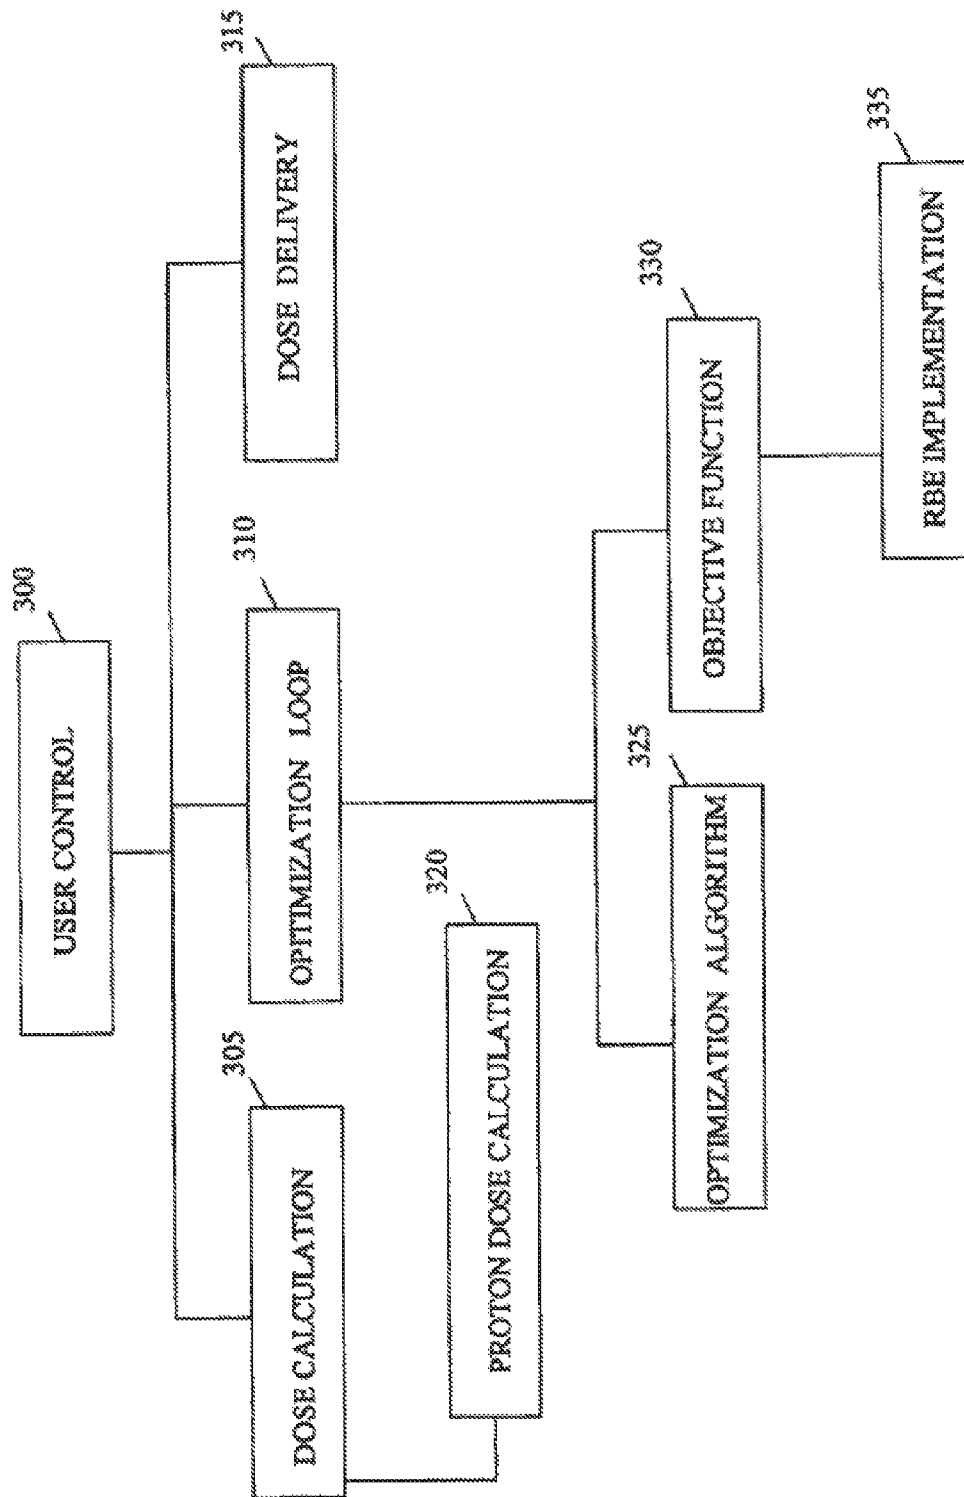 300
USER CONTROL
305
DOSE CALCULATION
310
OPITIMIZATION LOOP
315
DOSE DELIVERY
320
PROTON DOSE CALCULATION
325
OPTIMIZATION ALGORITHM
330
OBJECTIVE FUNCTION
335
RBE IMPLEMENTATION